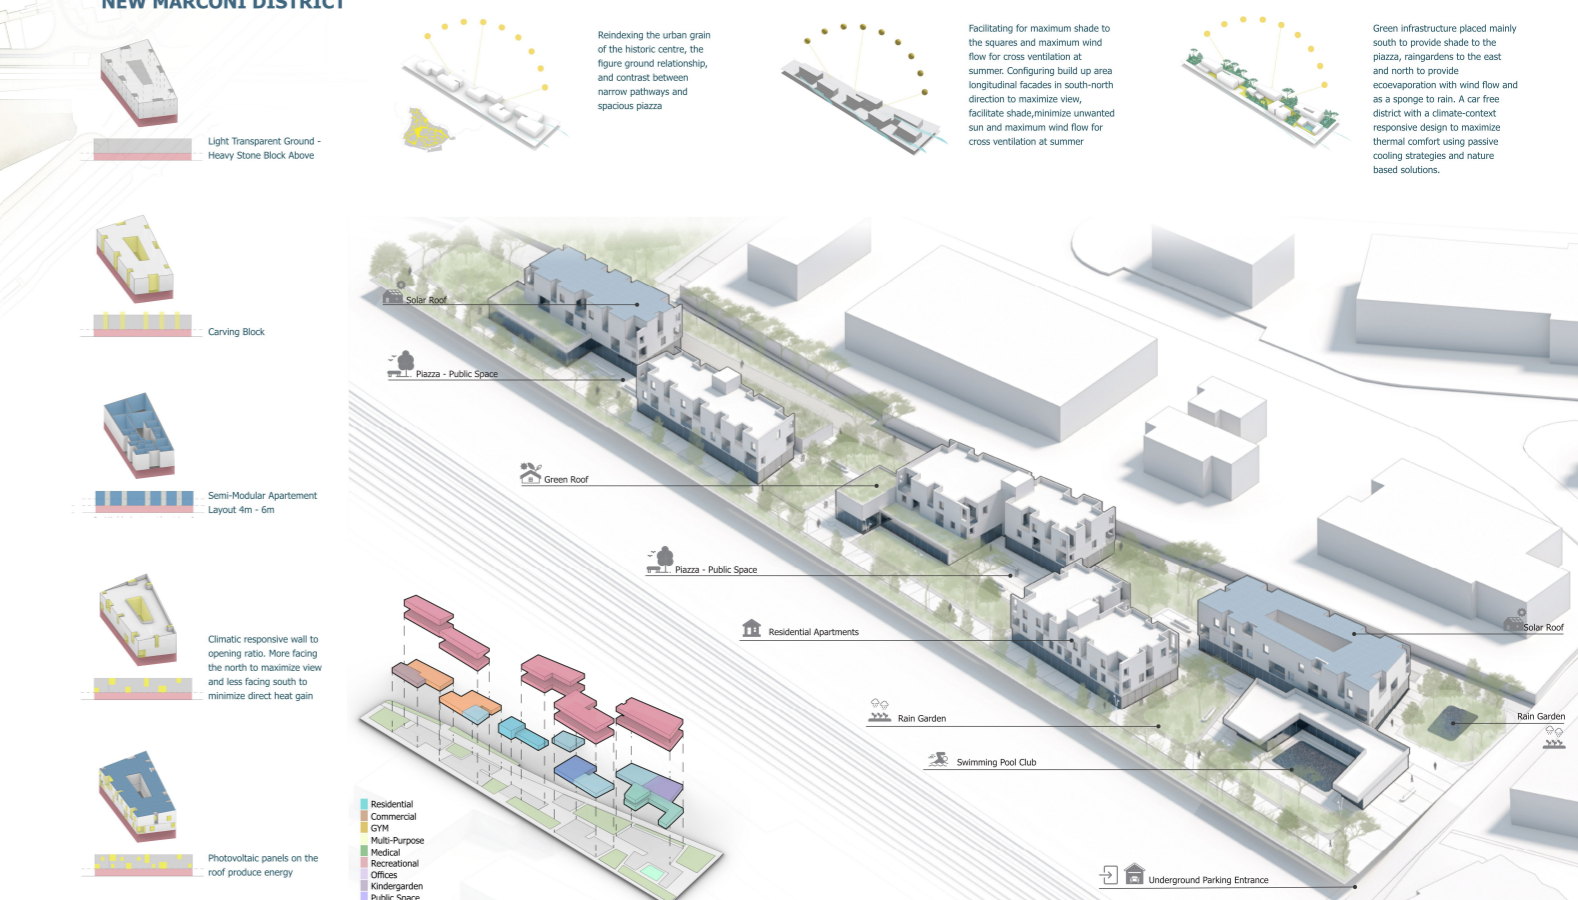 NEW MARCONI DISTRICT
Reindexing the urban grain
of the historic centre, the
figure ground relationship,
and contrast between
narrow pathways and
spacious piazza
Facilitating for maximum shade to
the squares and maximum wind
flow for cross ventilation at
summer. Configuring build up area
longitudinal facades in south-north
direction to maximize view,
facilitate shade,minimize unwanted
sun and maximum wind flow for
cross ventilation at summer
Green infrastructure placed mainly
south to provide shade to the
piazza, raingardens to the east
and north to provide
ecoevaporation with wind flow and
as a sponge to rain. A car free
district with a climate-context
responsive design to maximize
thermal comfort using passive
cooling strategies and nature
based solutions.
Light Transparent Ground -
Heavy Stone Block Above
Carving Block
Semi-Modular Apartement
Layout 4m - 6m
Climatic responsive wall to
opening ratio. More facing
the north to maximize view
and less facing south to
minimize direct heat gain
Photovoltaic panels on the
roof produce energy
Solar Roof
Piazza - Public Space
Green Roof
Piazza - Public Space
Residential Apartments
Solar Roof
Rain Garden
Rain Garden
Swimming Pool Club
Underground Parking Entrance
Residential
Commercial
GYM
Multi-Purpose
Medical
Recreational
Offices
Kindergarden
Public Space